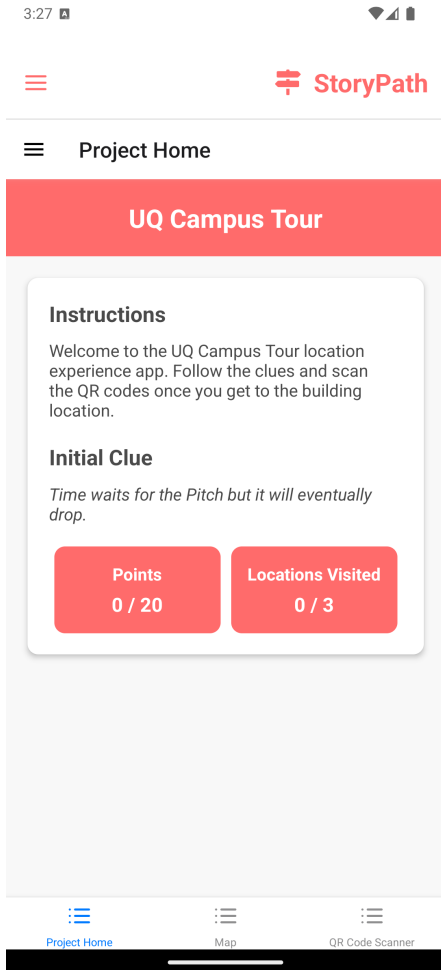 3:27 A
StoryPath
Project Home
UQ Campus Tour
Instructions
Welcome to the UQ Campus Tour location
experience app. Follow the clues and scan
the QR codes once you get to the building
location.
Initial Clue
Time waits for the Pitch but it will eventually
drop.
Points
0 / 20
Locations Visited
0 / 3
Project Home
Map
QR Code Scanner